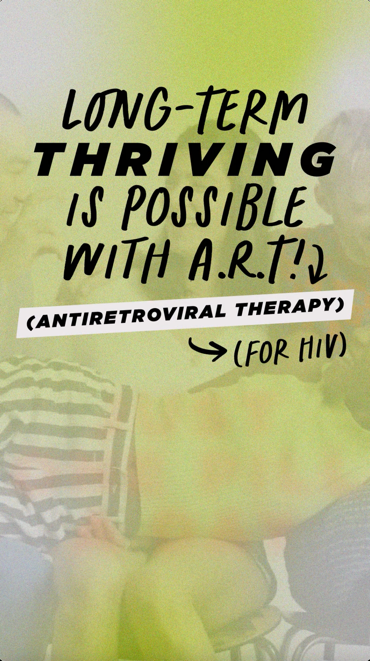 LONG-TERM
THRIVING
IS POSSIBLE
WITH A.R.T!
(ANTIRETROVIRAL THERAPY)
(FOR HIV)